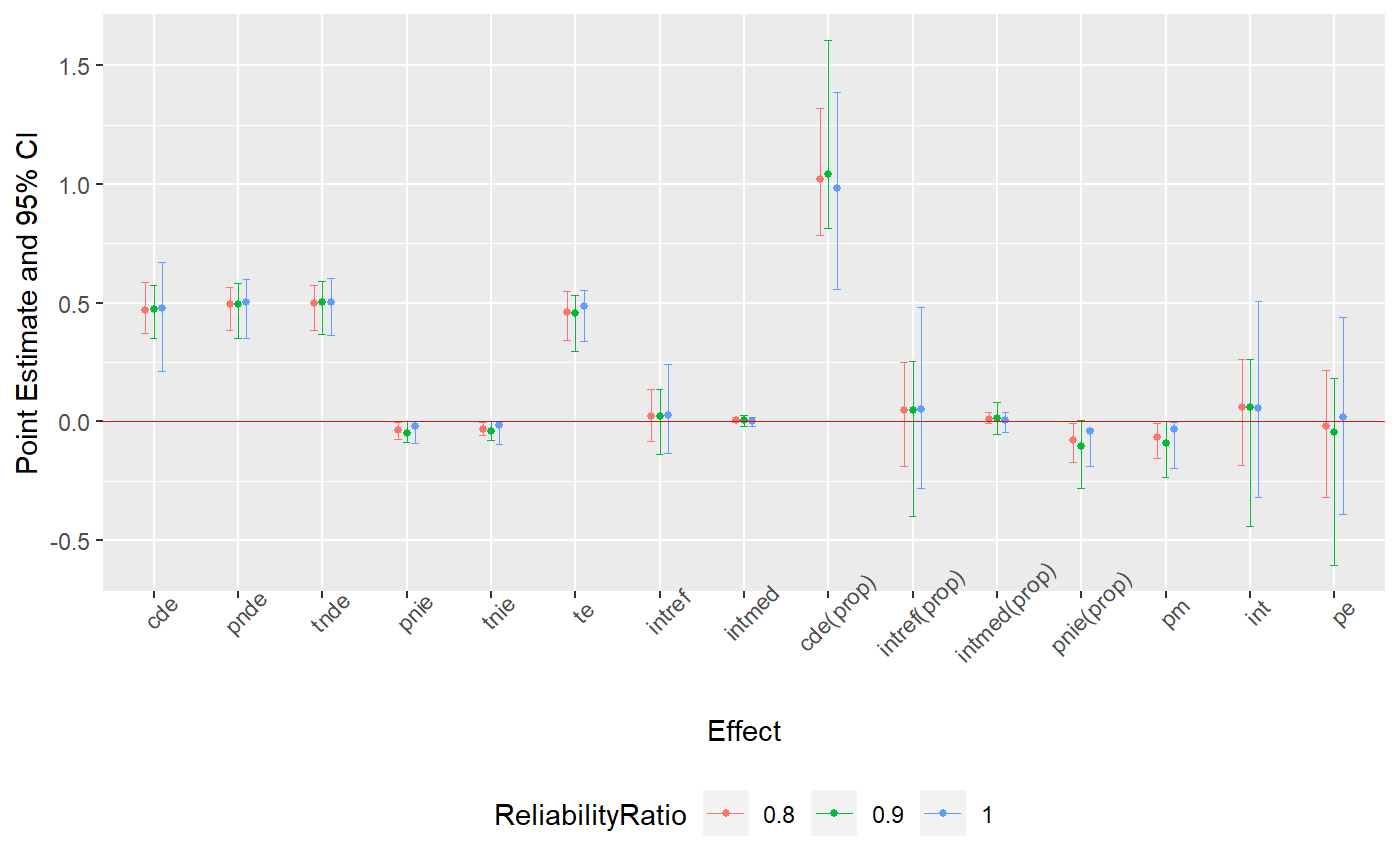 Point Estimate and 95% CI
1.5
1.0
0.5
0.0
-0.5
cde
pnde
tnde
pnie
tnie
te
intref
intmed
cde(prop)
intref(prop)
intmed(prop)
pnie(prop)
pm
int
pe
Effect
ReliabilityRatio 0.8 0.9 1